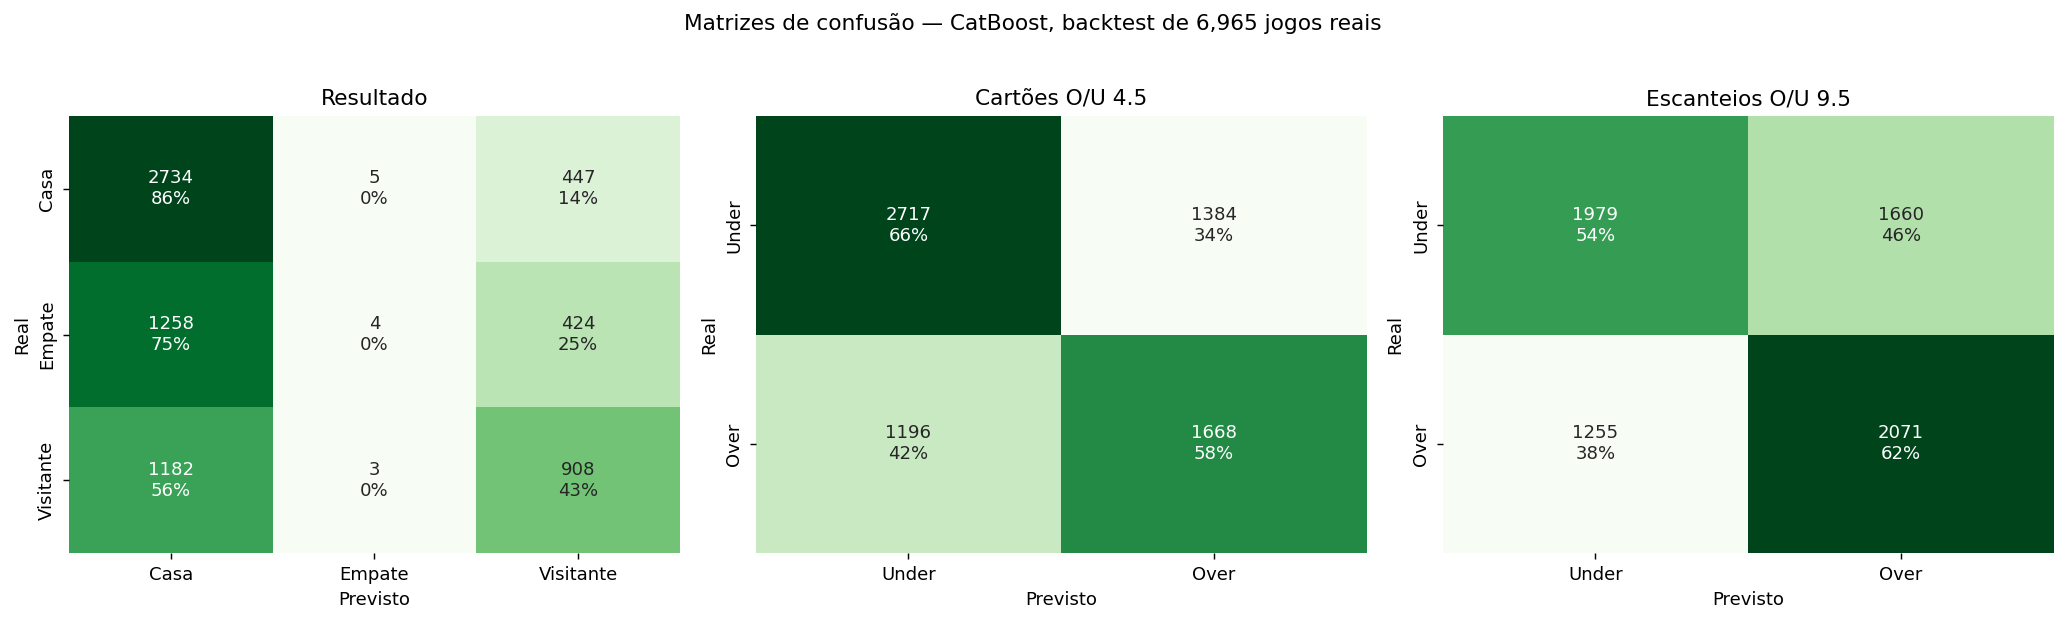 Matrizes de confusão — CatBoost, backtest de 6,965 jogos reais
Resultado
Real
Casa
Empate
Visitante
2734
86%
5
0%
447
14%
1258
75%
4
0%
424
25%
1182
56%
3
0%
908
43%
Casa
Empate
Visitante
Previsto
Cartões O/U 4.5
Real
Under
Over
2717
66%
1384
34%
1196
42%
1668
58%
Under
Over
Previsto
Escanteios O/U 9.5
Real
Under
Over
1979
54%
1660
46%
1255
38%
2071
62%
Under
Over
Previsto